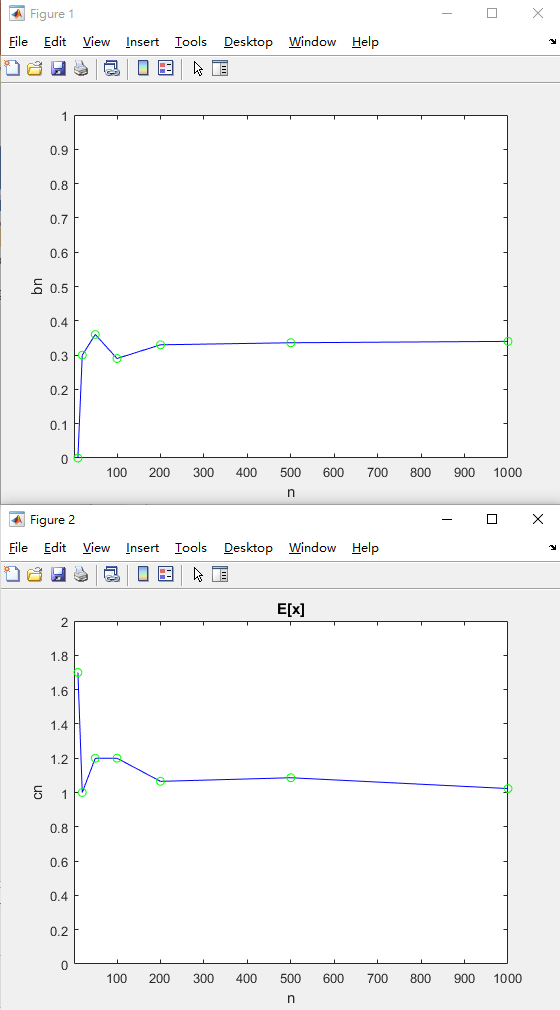 Figure 1
File Edit View Insert Tools Desktop Window Help
1
0.9
0.8
0.7
0.6
0.5
0.4
0.3
0.2
0.1
0
bn
100 200 300 400 500 600 700 800 900 1000
n
Figure 2
File Edit View Insert Tools Desktop Window Help
E[x]
2
1.8
1.6
1.4
1.2
1
0.8
0.6
0.4
0.2
0
cn
100 200 300 400 500 600 700 800 900 1000
n